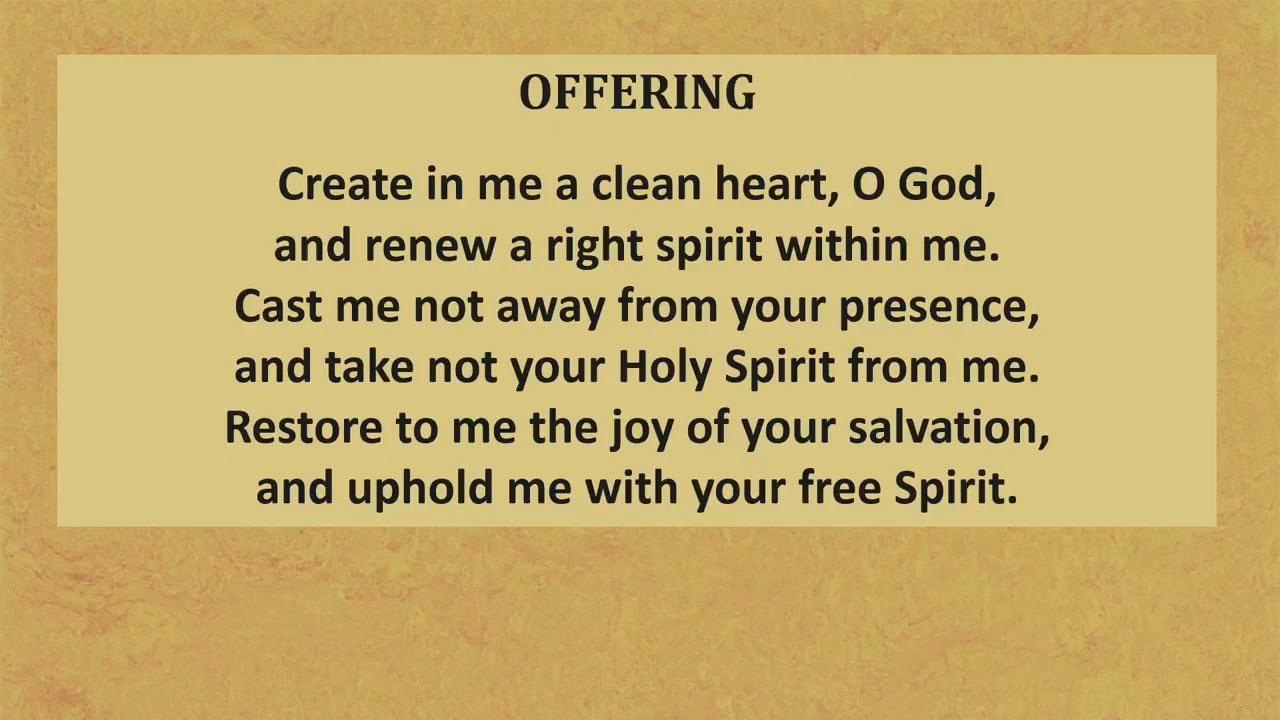 OFFERING
Create in me a clean heart, O God,
and renew a right spirit within me.
Cast me not away from your presence,
and take not your Holy Spirit from me.
Restore to me the joy of your salvation,
and uphold me with your free Spirit.